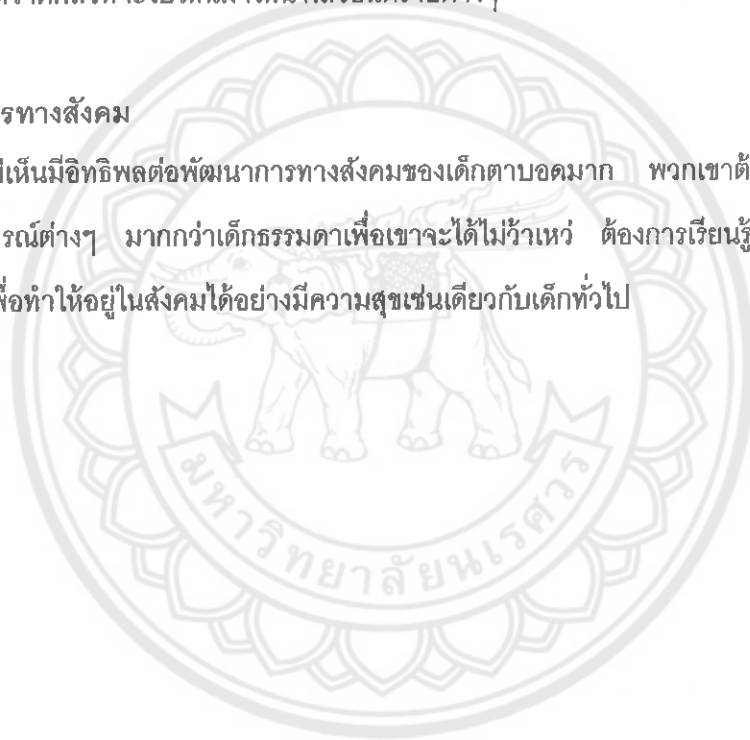 รทางสังคม
เห็นมีอิทธิพลต่อพัฒนาการทางสังคมของเด็กตาบอดมาก พวกเขาต้
รณ์ต่างๆ มากกว่าเด็กธรรมดาเพื่อเขาจะได้ไม่ว้าเหว่ ต้องการเรียนรู้
พื่อทำให้อยู่ในสังคมได้อย่างมีความสุขเช่นเดียวกับเด็กทั่วไป
มหาวิทยาลัยนเรศวร